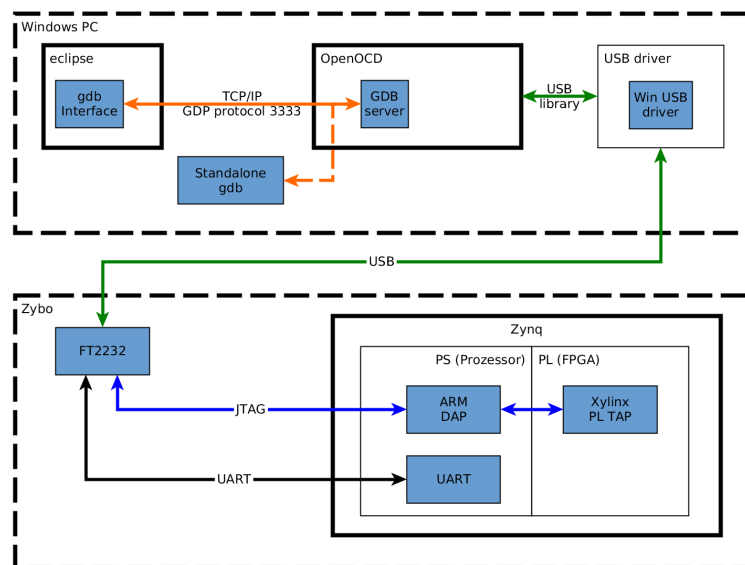 Windows PC
eclipse
gdb
Interface
TCP/IP
GDP protocol 3333
OpenOCD
GDB
server
USB
library
USB driver
Win USB
driver
Standalone
gdb
USB
Zybo
FT2232
Zynq
PS (Prozessor)
PL (FPGA)
JTAG
ARM
DAP
Xylinx
PL TAP
UART
UART